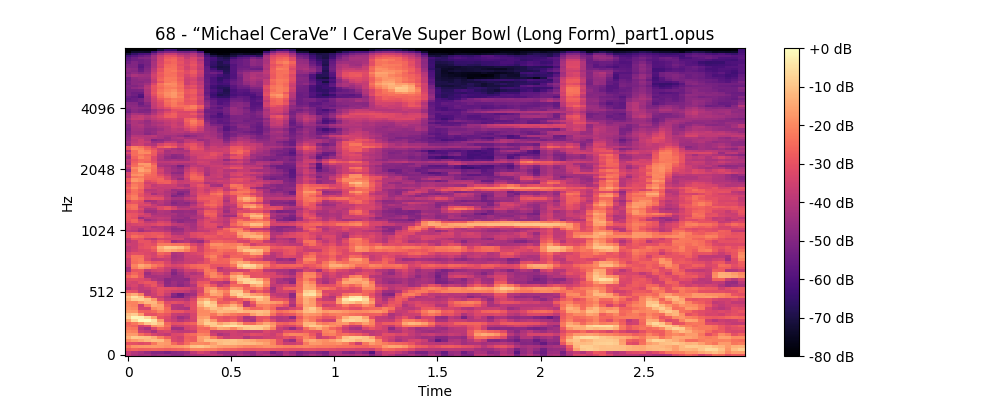 68 - “Michael CeraVe” I CeraVe Super Bowl (Long Form)_part1.opus
Hz
4096
2048
1024
512
0
0
0.5
1
1.5
2
2.5
Time
+0 dB
-10 dB
-20 dB
-30 dB
-40 dB
-50 dB
-60 dB
-70 dB
-80 dB